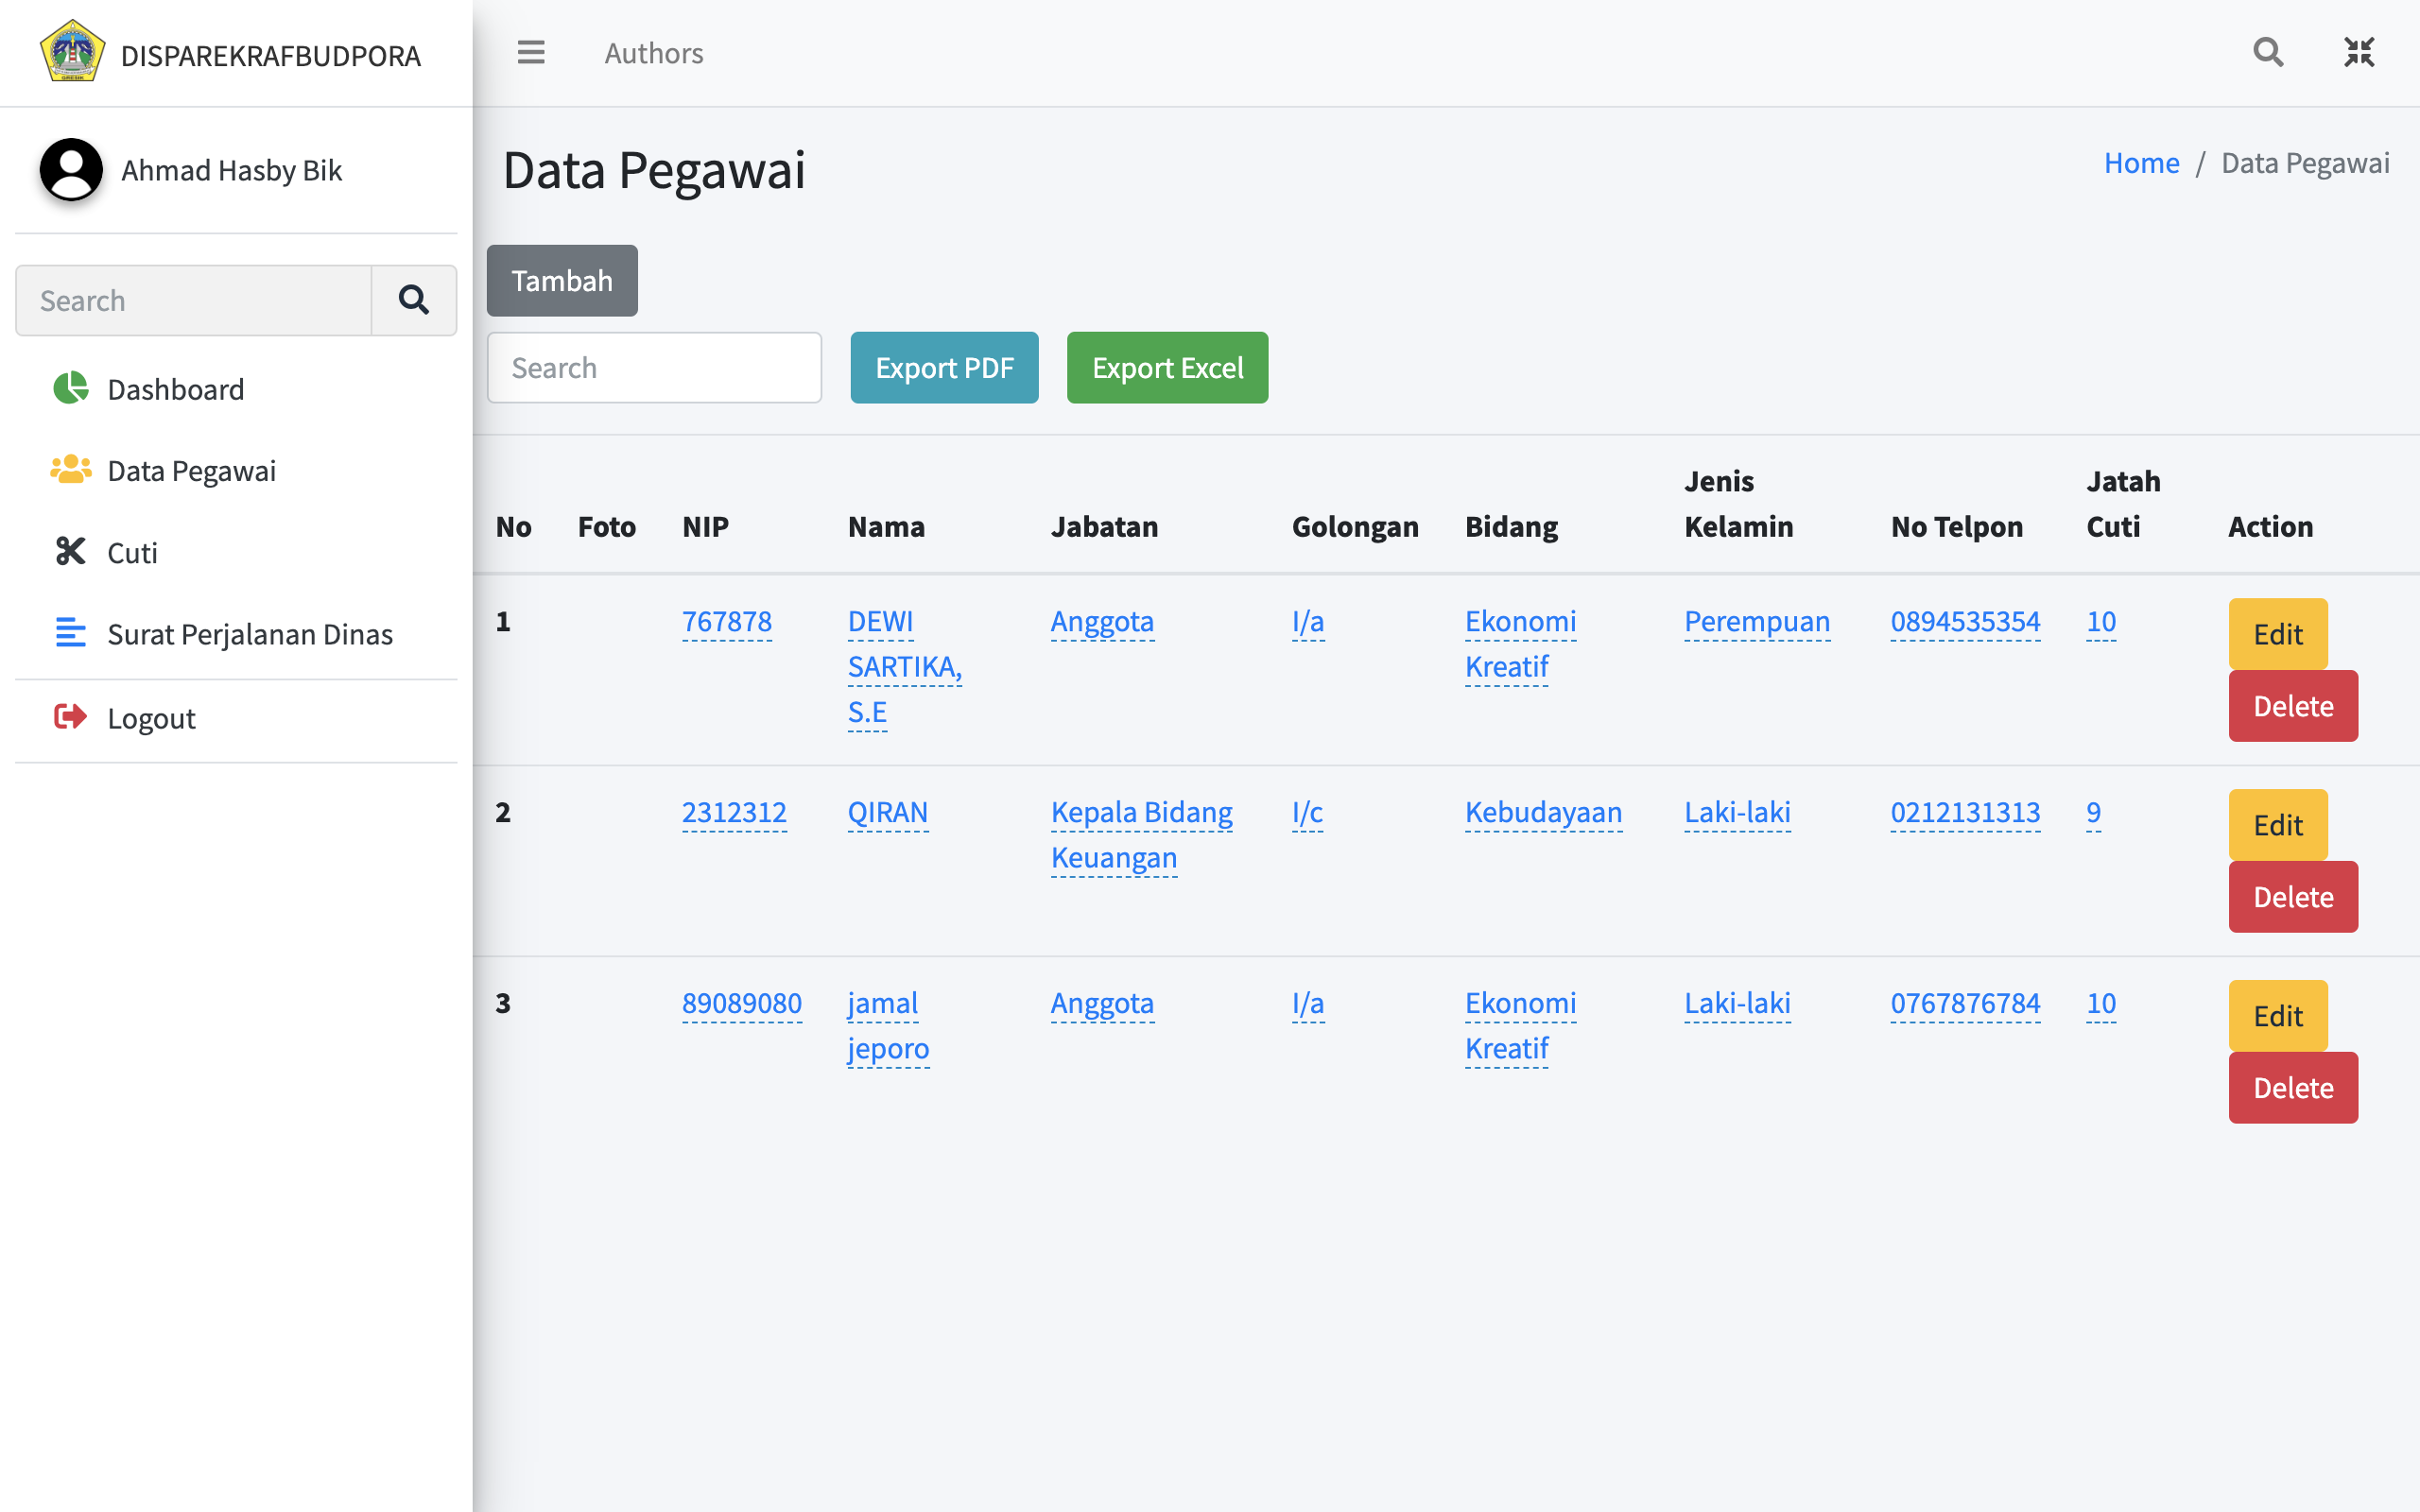 DISPAREKRAFBUDPORA
Authors
Ahmad Hasby Bik
Data Pegawai
Home / Data Pegawai
Tambah
Search
Search
Export PDF
Export Excel
Dashboard
Data Pegawai
Cuti
Surat Perjalanan Dinas
Logout
No Foto NIP Nama Jabatan Golongan Bidang Jenis Kelamin No Telpon Jatah Cuti Action
1 767878 DEWI Anggota I/a Ekonomi Perempuan 0894535354 10 Edit
SARTIKA, Kreatif
S.E Delete
2 2312312 QIRAN Kepala Bidang I/c Kebudayaan Laki-laki 0212131313 9 Edit
Keuangan
Delete
3 89089080 jamal Anggota I/a Ekonomi Laki-laki 0767876784 10 Edit
jeporo Kreatif
Delete